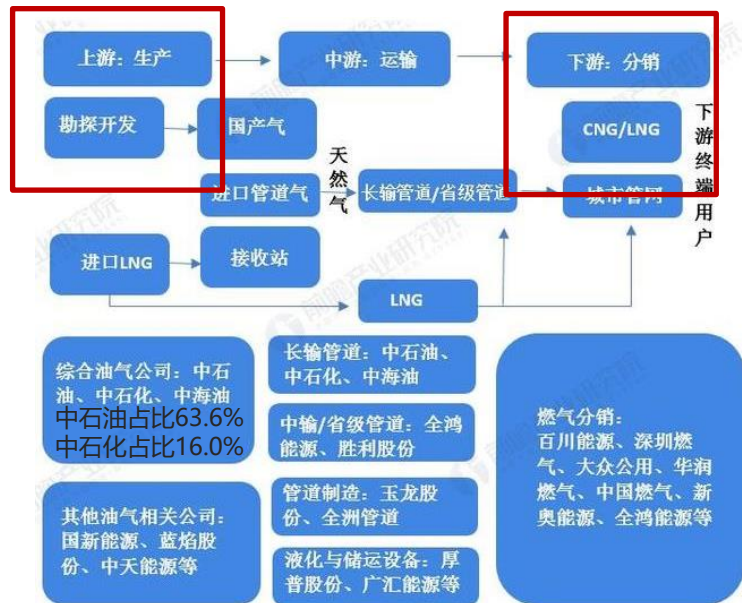 上游：生产
中游：运输
下游：分销
勘探开发
国产气
CNG/LNG
天然气
下游终端用户
进口管道气
长输管道/省级管道
城市管网
进口LNG
接收站
LNG
综合油气公司：中石
油、中石化、中海油
中石油占比63.6%
中石化占比16.0%
其他油气相关公司：
国新能源、蓝焰股
份、中天能源等
长输管道：中石油、
中石化、中海油
中输/省级管道：全鸿
能源、胜利股份
管道制造：玉龙股
份、全洲管道
液化与储运设备：厚
普股份、广汇能源等
燃气分销：
百川能源、深圳燃
气、大众公用、华润
燃气、中国燃气、新
奥能源、全鸿能源等
前瞻产业研究院